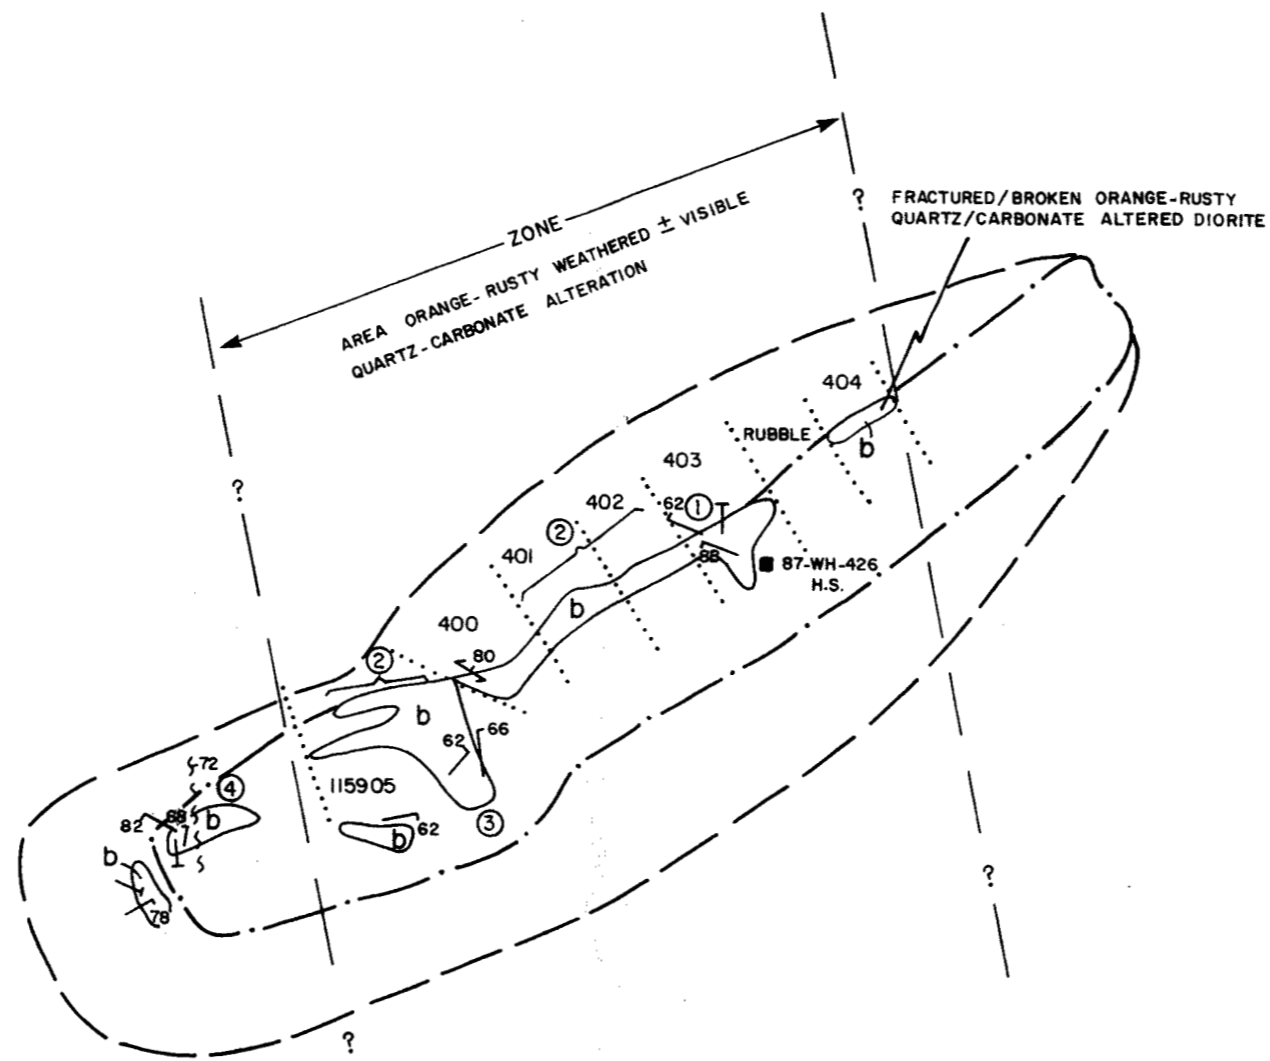 ZONE
AREA ORANGE-RUSTY WEATHERED ± VISIBLE
QUARTZ-CARBONATE ALTERATION
?
FRACTURED/BROKEN ORANGE-RUSTY
QUARTZ/CARBONATE ALTERED DIORITE
404
RUBBLE
b
403
?
402
62
1
2
401
88
87-WH-426
H.S.
b
400
80
2
b
66
62
72
4
115905
82
68
b
3
62
b
b
?
78
?